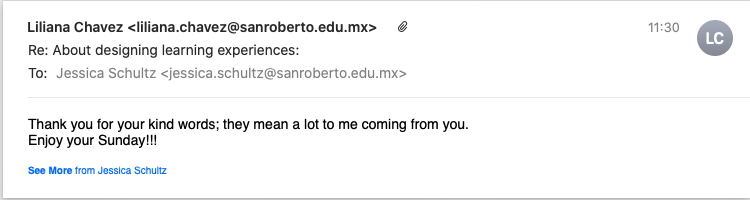 Liliana Chavez <liliana.chavez@sanroberto.edu.mx>
11:30
LC
Re: About designing learning experiences:
To: Jessica Schultz <jessica.schultz@sanroberto.edu.mx>
Thank you for your kind words; they mean a lot to me coming from you.
Enjoy your Sunday!!!
See More from Jessica Schultz